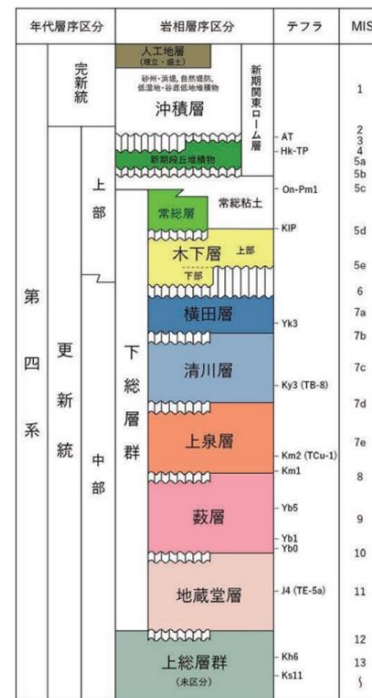 年代層序区分 岩相層序区分 テフラ MIS
第四系
完新統
更新統
上部
中部
人工地層
(埋立・盛土)
砂州・浜堤, 自然堤防,
低湿地・谷底低地堆積物
沖積層
新期関東ローム層
新期段丘堆積物
下総層群
常総層
常総粘土
木下層
上部
下部
横田層
清川層
上泉層
藪層
地蔵堂層
上総層群
(未区分)
AT
Hk-TP
On-Pm1
KlP
Yk3
Ky3 (TB-8)
Km2 (TCu-1)
Km1
Yb5
Yb1
Yb0
J4 (TE-5a)
Kh6
Ks11
1
2
3
4
5a
5b
5c
5d
5e
6
7a
7b
7c
7d
7e
8
9
10
11
12
13
〜